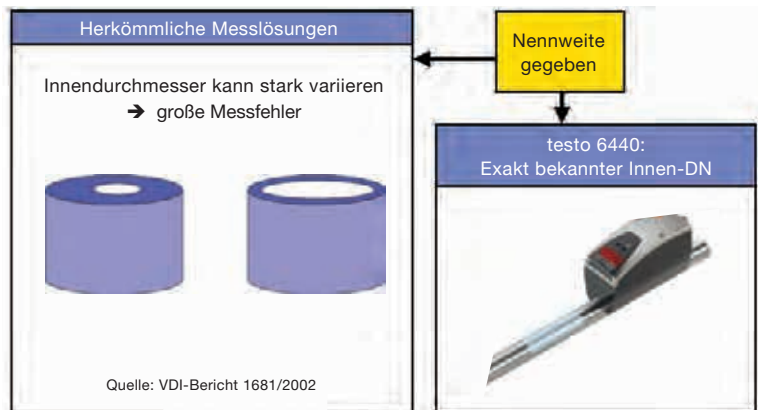 Herkömmliche Messlösungen
Innendurchmesser kann stark variieren
➔ große Messfehler
Quelle: VDI-Bericht 1681/2002
Nennweite
gegeben
testo 6440:
Exakt bekannter Innen-DN